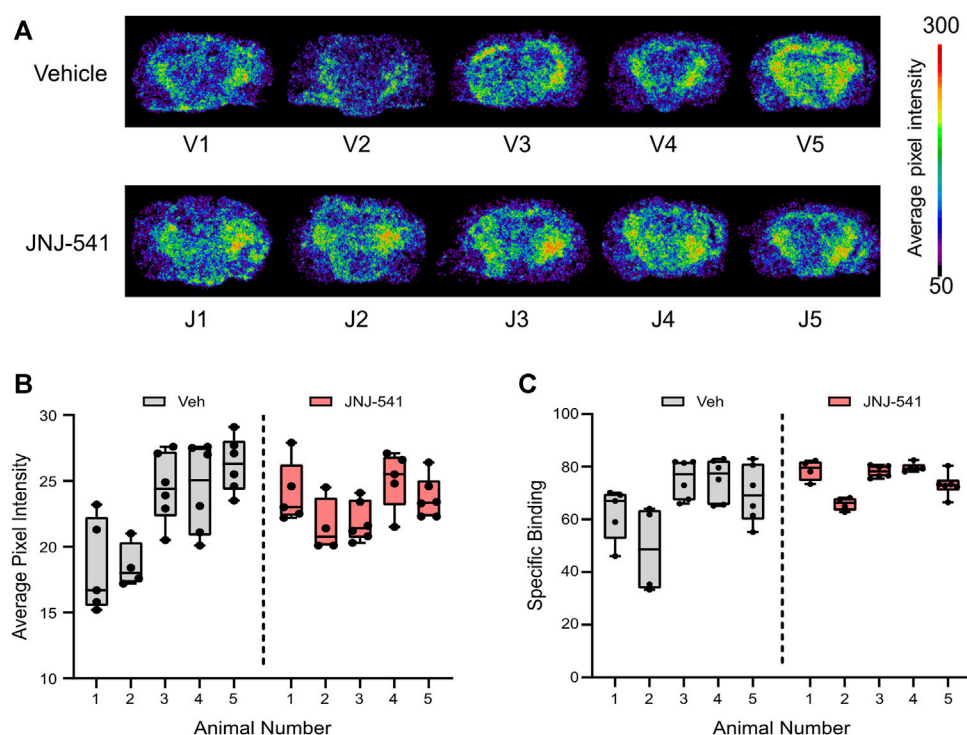 A
Vehicle
V1 V2 V3 V4 V5
JNJ-541
J1 J2 J3 J4 J5
300
Average pixel intensity
50
B
Veh JNJ-541
Average Pixel Intensity
30
25
20
15
10
1 2 3 4 5 1 2 3 4 5
Animal Number
C
Veh JNJ-541
Specific Binding
100
80
60
40
20
0
1 2 3 4 5 1 2 3 4 5
Animal Number